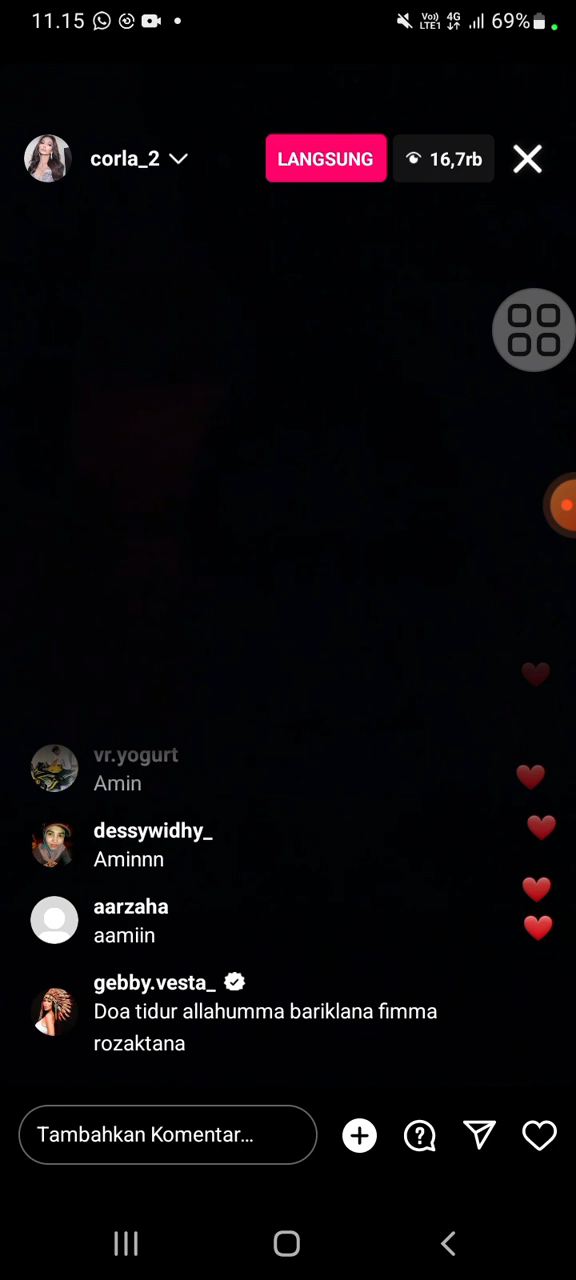 11.15
Vo)) 4G 69%
LTE1
corla_2
LANGSUNG
16,7rb
vr.yogurt
Amin
dessywidhy_
Aminnn
aarzaha
aamiin
gebby.vesta_
Doa tidur allahumma bariklana fimma
rozaktana
Tambahkan Komentar...